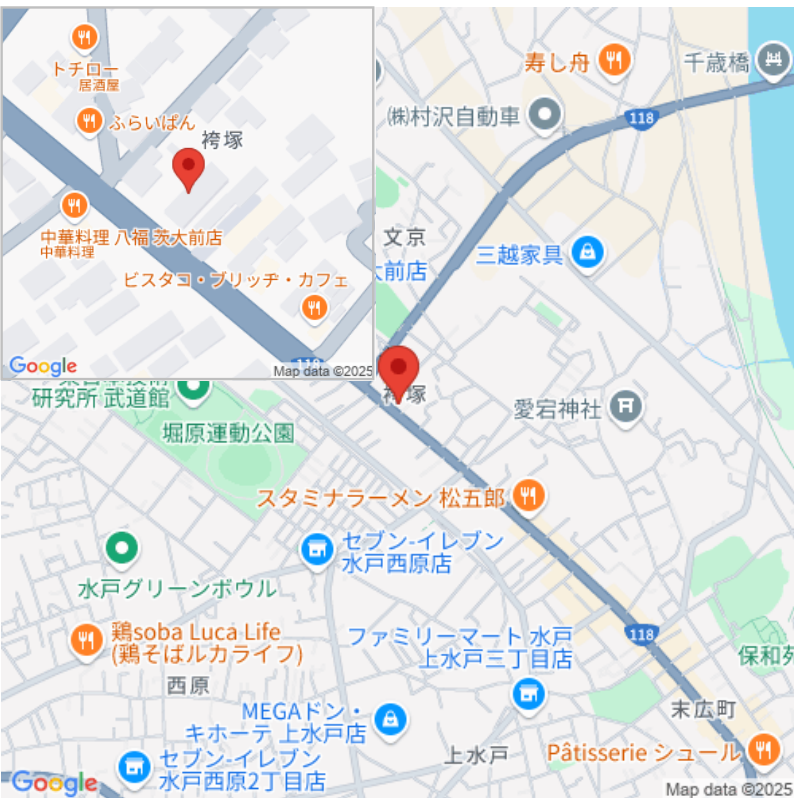 トチロー
居酒屋
ふらいぱん
袴塚
中華料理 八福 茨大前店
中華料理
ビスタコ・ブリッヂ・カフェ
118
Google
Map data ©2025
寿し舟
千歳橋
㈱村沢自動車
118
文京
大前店
三越家具
研究所 武道館
堀原運動公園
袴塚
愛宕神社
スタミナラーメン 松五郎
セブン-イレブン
水戸西原店
水戸グリーンボウル
鶏soba Luca Life
(鶏そばルカライフ)
ファミリーマート 水戸
上水戸三丁目店
118
保和苑
西原
MEGAドン・
キホーテ 上水戸店
末広町
上水戸
Pâtisserie シュール
セブン-イレブン
水戸西原2丁目店
Google
Map data ©2025